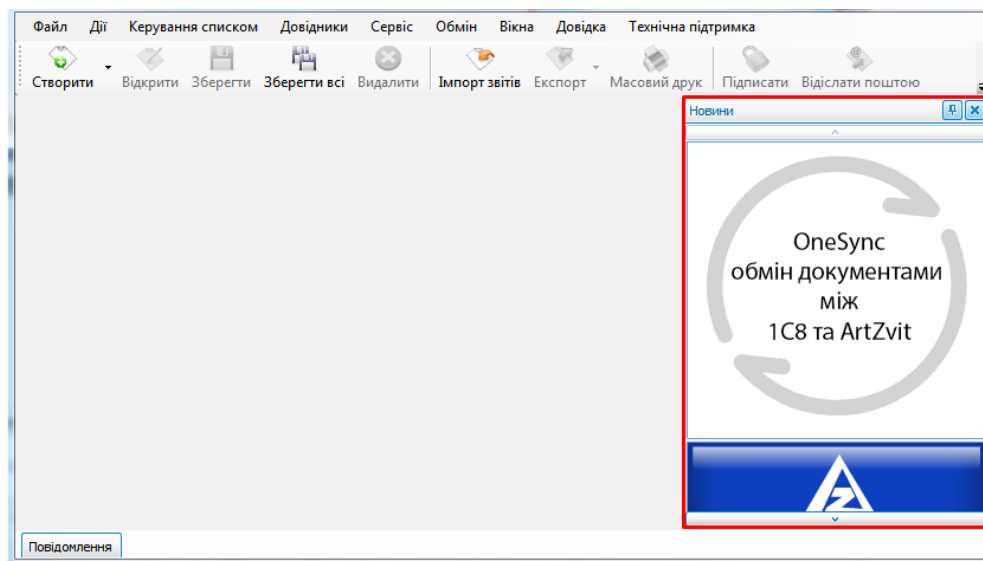 Файл Дії Керування списком Довідники Сервіс Обмін Вікна Довідка Технічна підтримка
Створити Відкрити Зберегти Зберегти всі Видалити Імпорт звітів Експорт Масовий друк Підписати Відіслати поштою
Новини
OneSync
обмін документами
між
1С8 та ArtZvit
Повідомлення